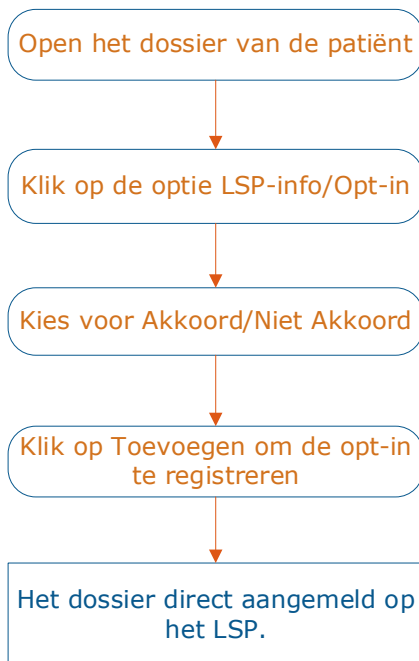 Open het dossier van de patiënt
Klik op de optie LSP-info/Opt-in
Kies voor Akkoord/Niet Akkoord
Klik op Toevoegen om de opt-in
te registreren
Het dossier direct aangemeld op
het LSP.